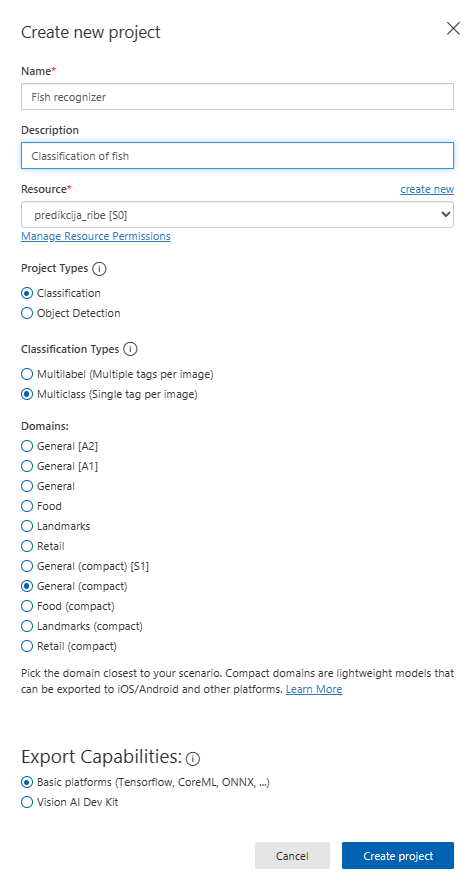 Create new project
Name*
Fish recognizer
Description
Classification of fish
Resource* create new
predikcija_ribe [S0]
Manage Resource Permissions
Project Types
Classification
Object Detection
Classification Types
Multilabel (Multiple tags per image)
Multiclass (Single tag per image)
Domains:
General [A2]
General [A1]
General
Food
Landmarks
Retail
General (compact) [S1]
General (compact)
Food (compact)
Landmarks (compact)
Retail (compact)
Pick the domain closest to your scenario. Compact domains are lightweight models that
can be exported to iOS/Android and other platforms. Learn More
Export Capabilities:
Basic platforms (Tensorflow, CoreML, ONNX, ...)
Vision AI Dev Kit
Cancel Create project